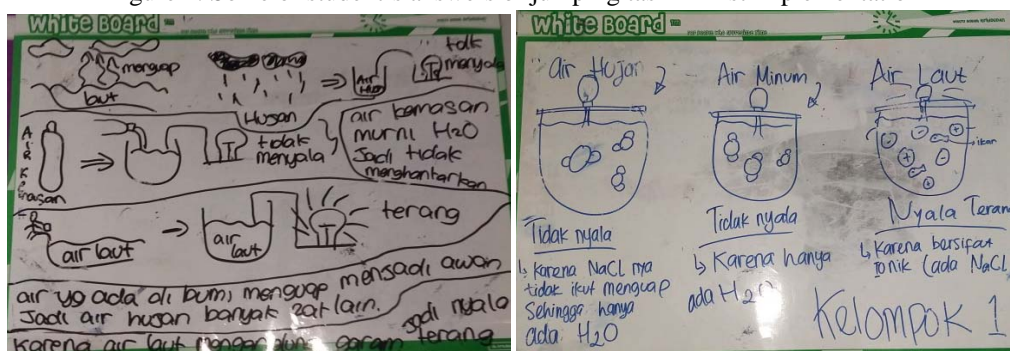 White Board
menguap
laut
Hujan
Air
tdk
menyala
AIR Kemasan
tidak
menyala
air kemasan
murni H2O
Jadi tidak
menghantarkan
air laut
air
laut
terang
air yg ada di bumi menguap menjadi awan
Jadi air hujan banyak zat lain.
Karena air laut mengandung garam jadi nyala terang
White Board
air Hujan
Tidak nyala
Karena NaCl nya
tidak ikut menguap
Sehingga hanya
ada H2O
Air Minum
Tidak nyala
Karena hanya
ada H2O
Air Laut
ikan
Nyala Terang
Karena bersifat
ionik (ada NaCl
Kelompok 1